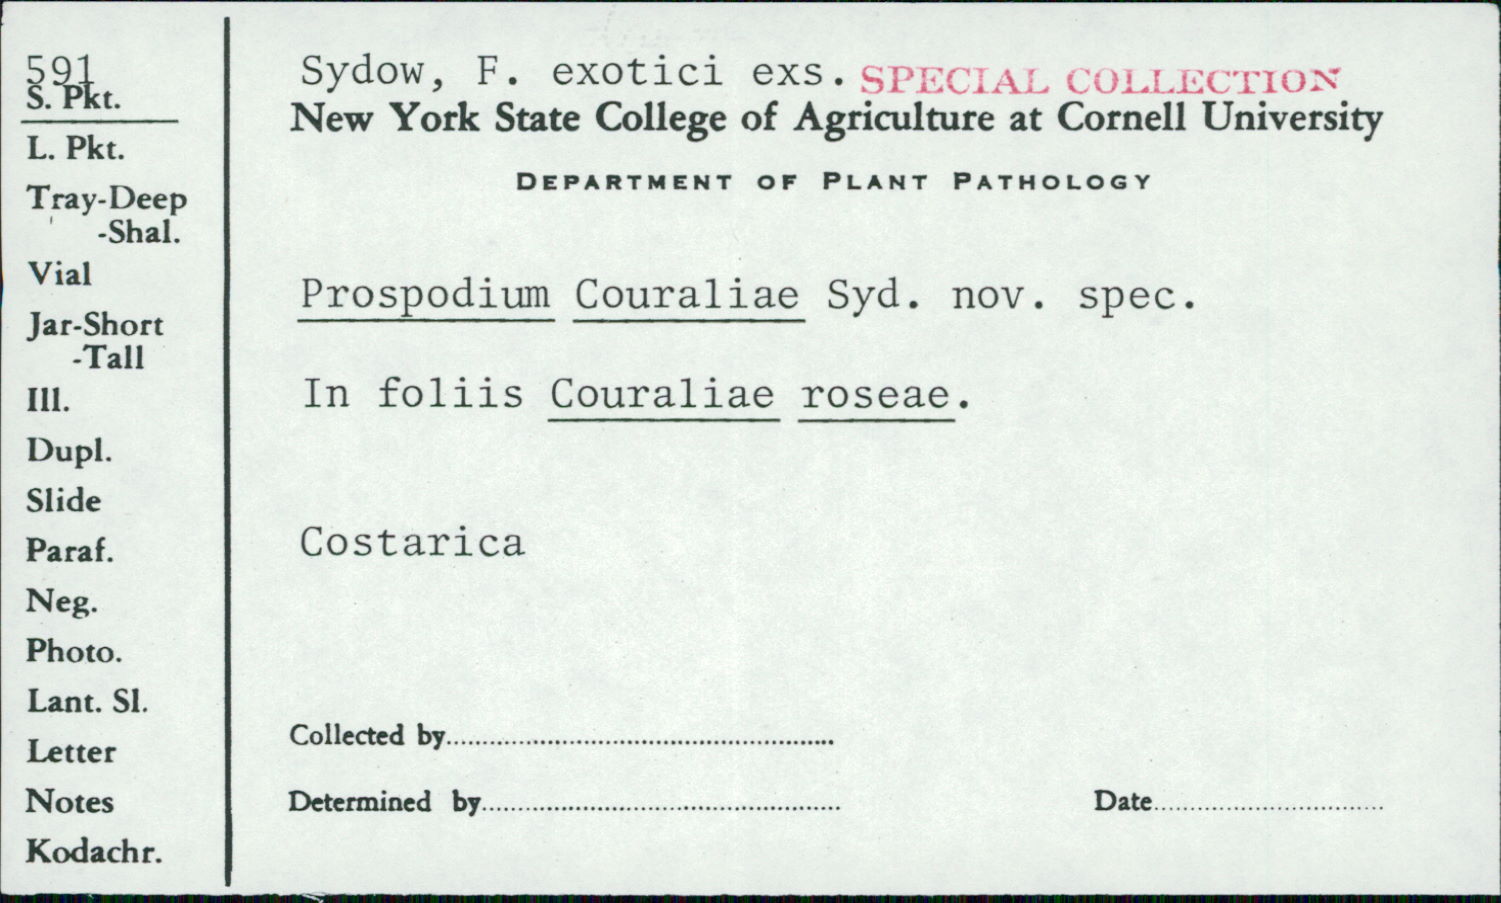 591
S. Pkt.
L. Pkt.
Tray-Deep
-Shal.
Vial
Jar-Short
-Tall
Ill.
Dupl.
Slide
Paraf.
Neg.
Photo.
Lant. Sl.
Letter
Notes
Kodachr.
Sydow, F. exotici exs. SPECIAL COLLECTION
New York State College of Agriculture at Cornell University
DEPARTMENT OF PLANT PATHOLOGY
Prospodium Couraliae Syd. nov. spec.
In foliis Couraliae roseae.
Costarica
Collected by
Determined by
Date